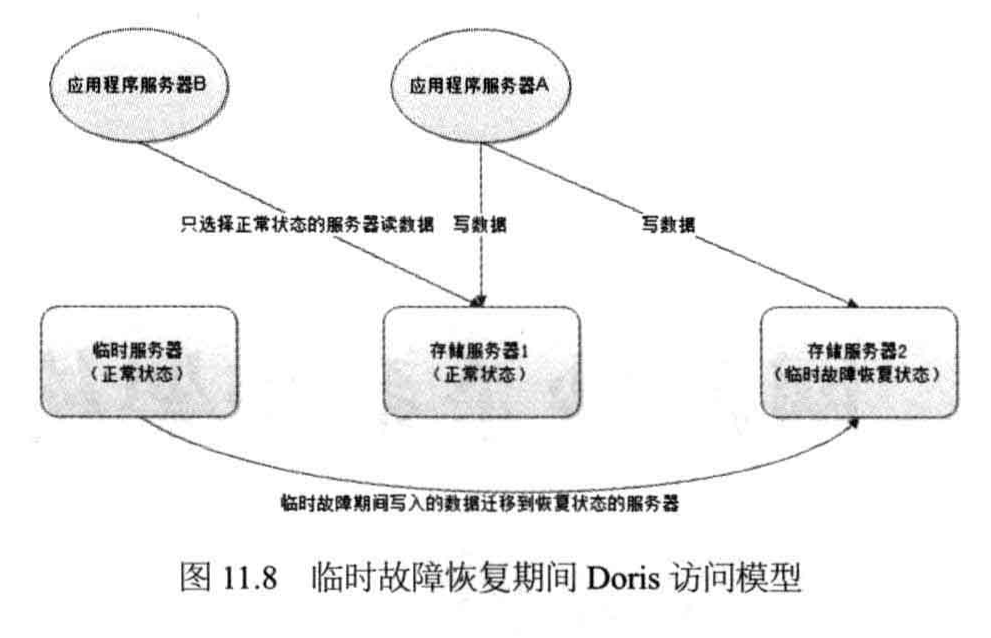 应用程序服务器B
应用程序服务器A
只选择正常状态的服务器读数据
写数据
写数据
临时服务器
（正常状态）
存储服务器1
（正常状态）
存储服务器2
（临时故障恢复状态）
临时故障期间写入的数据迁移到恢复状态的服务器
图 11.8 临时故障恢复期间 Doris 访问模型